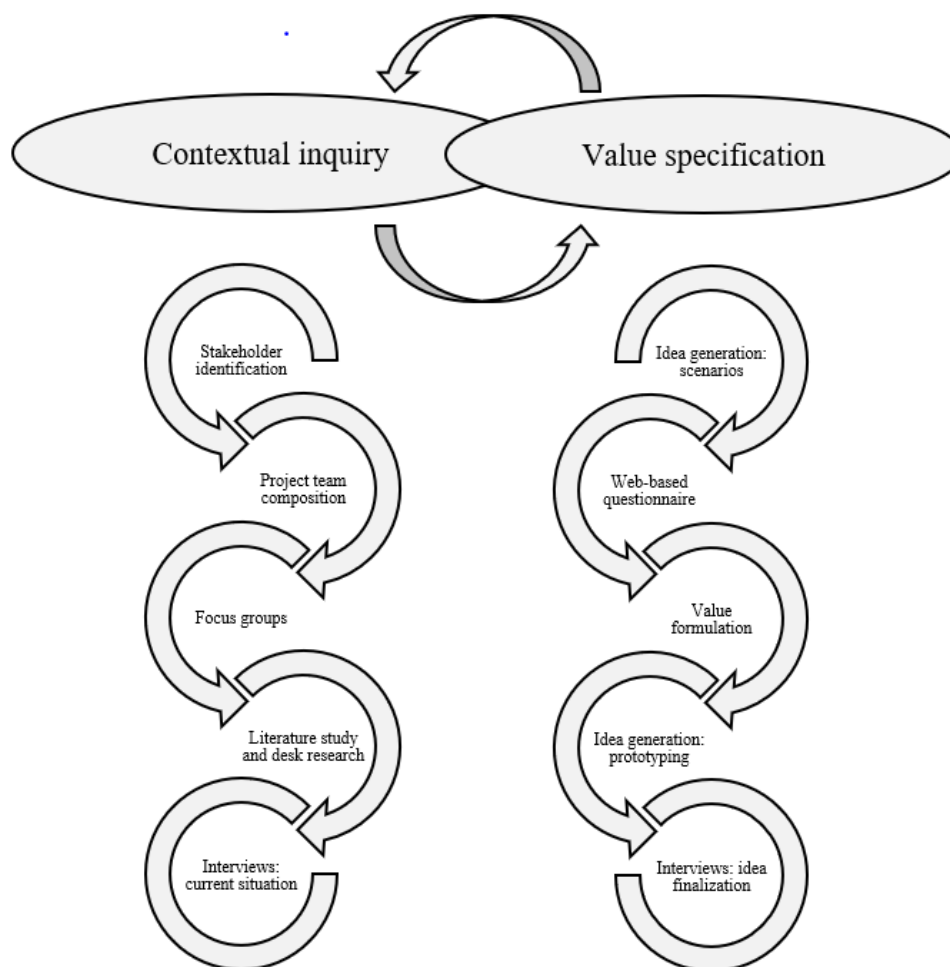 Contextual inquiry
Value specification
Stakeholder
identification
Project team
composition
Focus groups
Literature study
and desk research
Interviews:
current situation
Idea generation:
scenarios
Web-based
questionnaire
Value
formulation
Idea generation:
prototyping
Interviews: idea
finalization